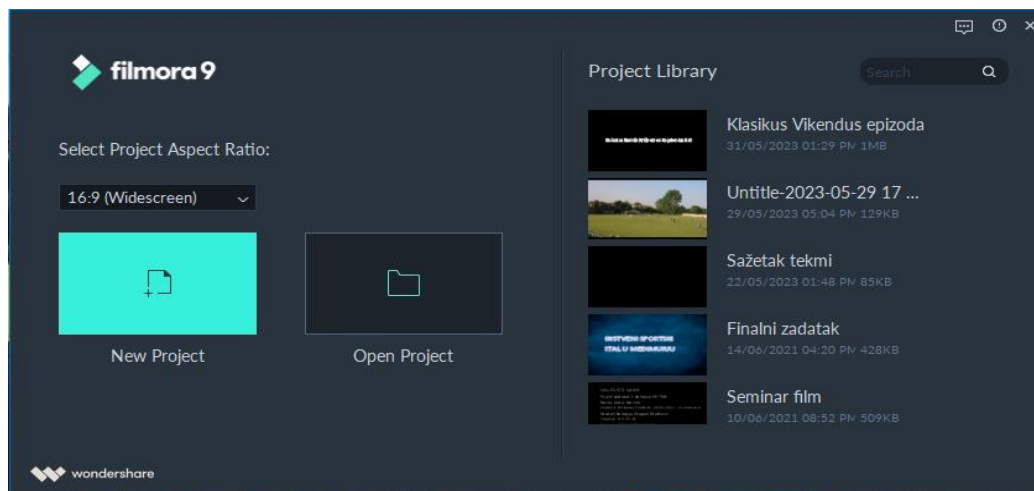 filmora 9
Select Project Aspect Ratio:
16:9 (Widescreen)
New Project
Open Project
wondershare
Project Library
Search
Klasikus Vikendus epizoda
31/05/2023 01:29 PM 1MB
Untitle-2023-05-29 17 ...
29/05/2023 05:04 PM 129KB
Sažetak tekmi
22/05/2023 01:48 PM 85KB
Finalni zadatak
14/06/2021 04:20 PM 428KB
Seminar film
10/06/2021 08:52 PM 509KB